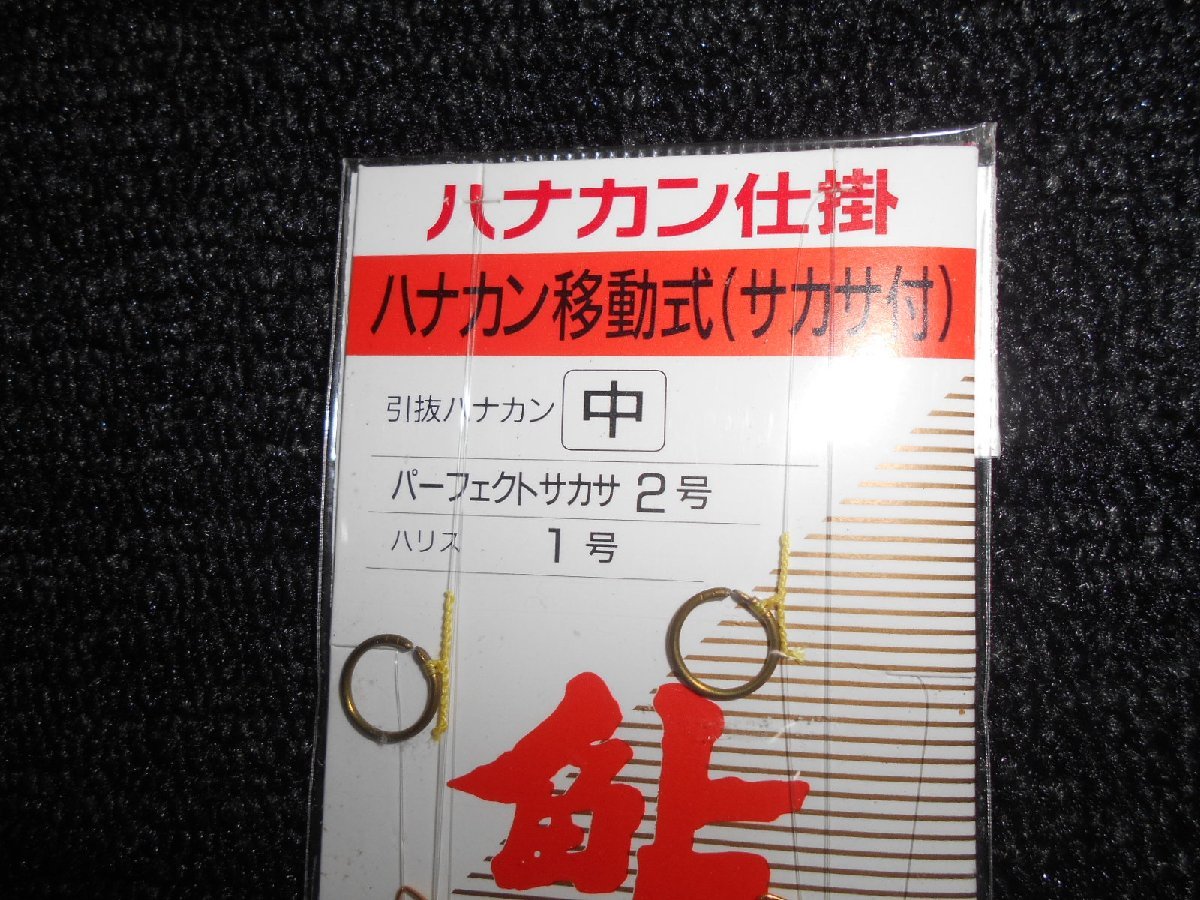 ハナカン仕掛
ハナカン移動式(サカサ付)
引抜ハナカン 中
パーフェクトサカサ 2号
ハリス 1号
鮎